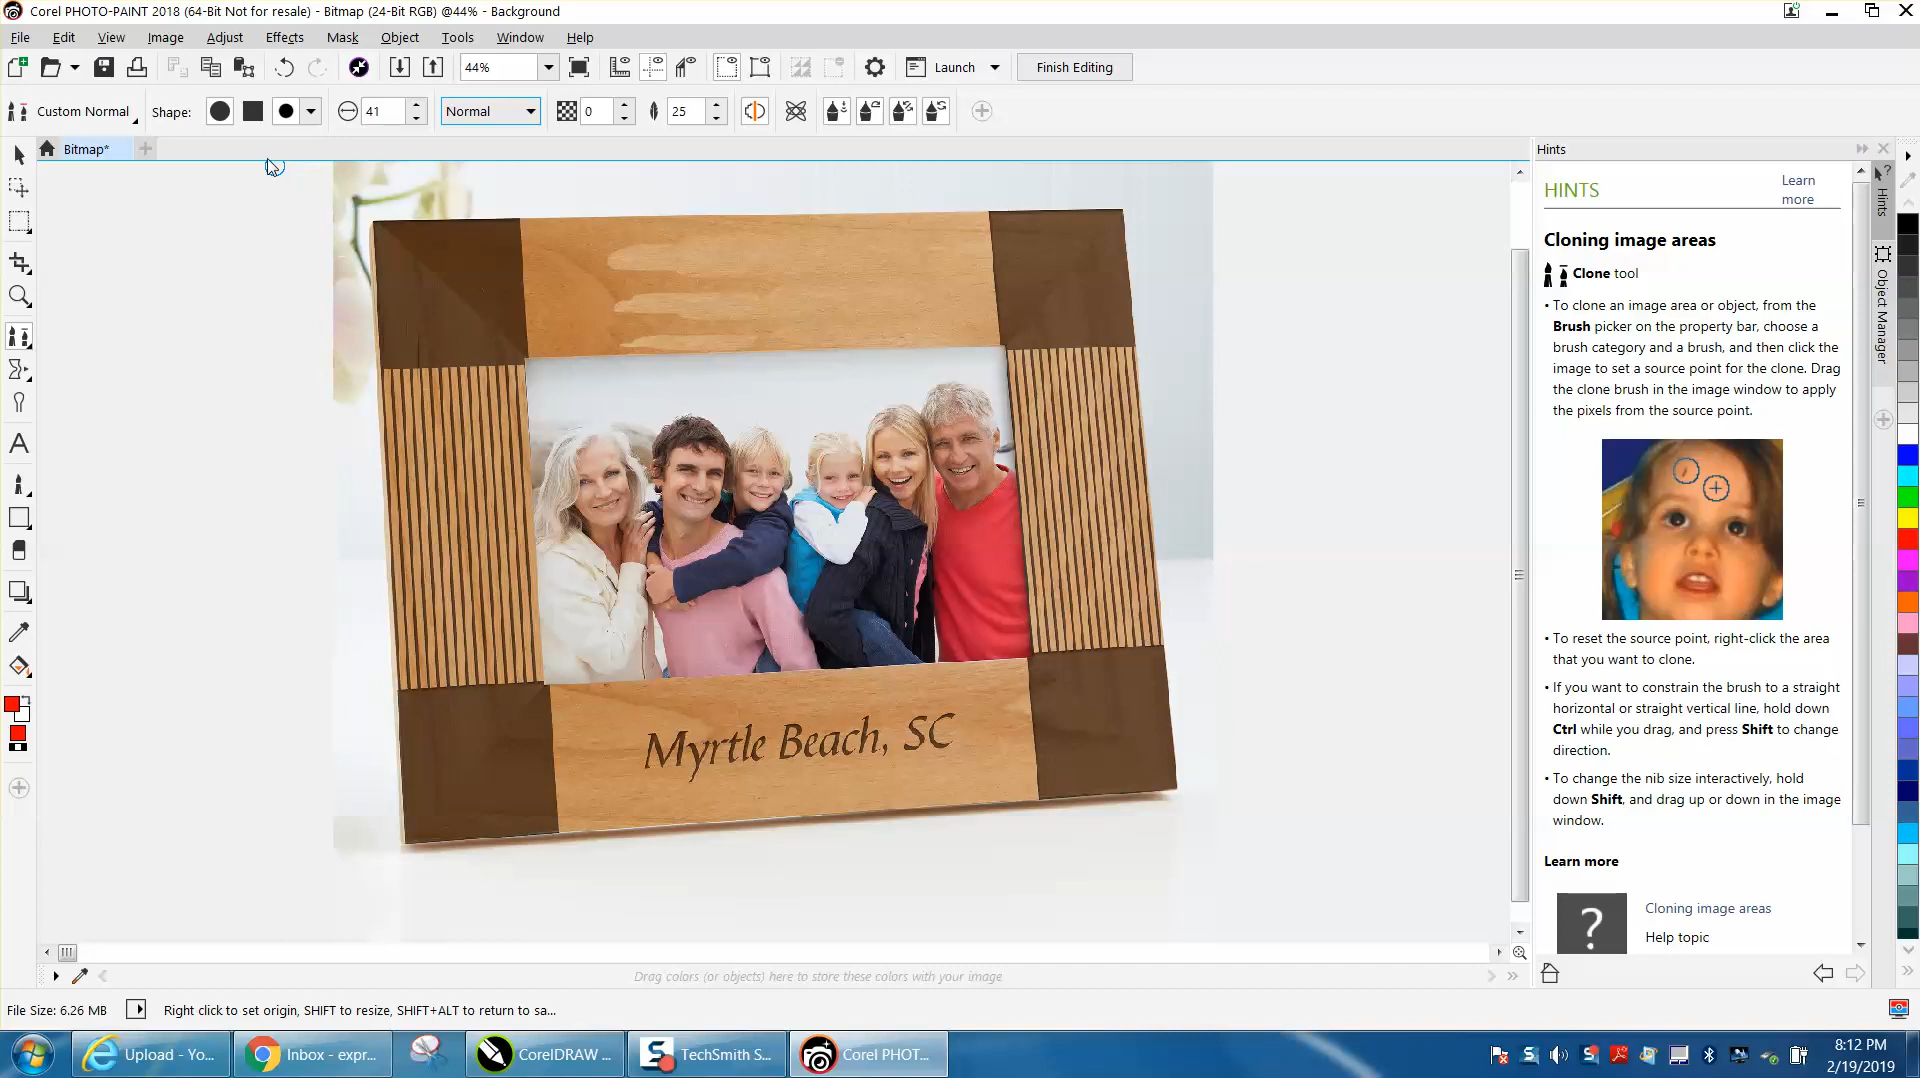 Corel PHOTO-PAINT 2018 (64-Bit Not for resale) - Bitmap (24-Bit RGB) @44% - Background
File Edit View Image Adjust Effects Mask Object Tools Window Help
44% Launch Finish Editing
Custom Normal Shape: 41 Normal 0 25
Bitmap*
Hints
HINTS Learn more
Cloning image areas
Clone tool
• To clone an image area or object, from the
Brush picker on the property bar, choose a
brush category and a brush, and then click the
image to set a source point for the clone. Drag
the clone brush in the image window to apply
the pixels from the source point.
• To reset the source point, right-click the area
that you want to clone.
• If you want to constrain the brush to a straight
horizontal or straight vertical line, hold down
Ctrl while you drag, and press Shift to change
direction.
• To change the nib size interactively, hold
down Shift, and drag up or down in the image
window.
Learn more
?
Cloning image areas
Help topic
Hints
Object Manager
Myrtle Beach, SC
Drag colors (or objects) here to store these colors with your image
File Size: 6.26 MB Right click to set origin, SHIFT to resize, SHIFT+ALT to return to sa...
Upload - Yo... Inbox - expr... CorelDRAW ... TechSmith S... Corel PHOT...
8:12 PM
2/19/2019